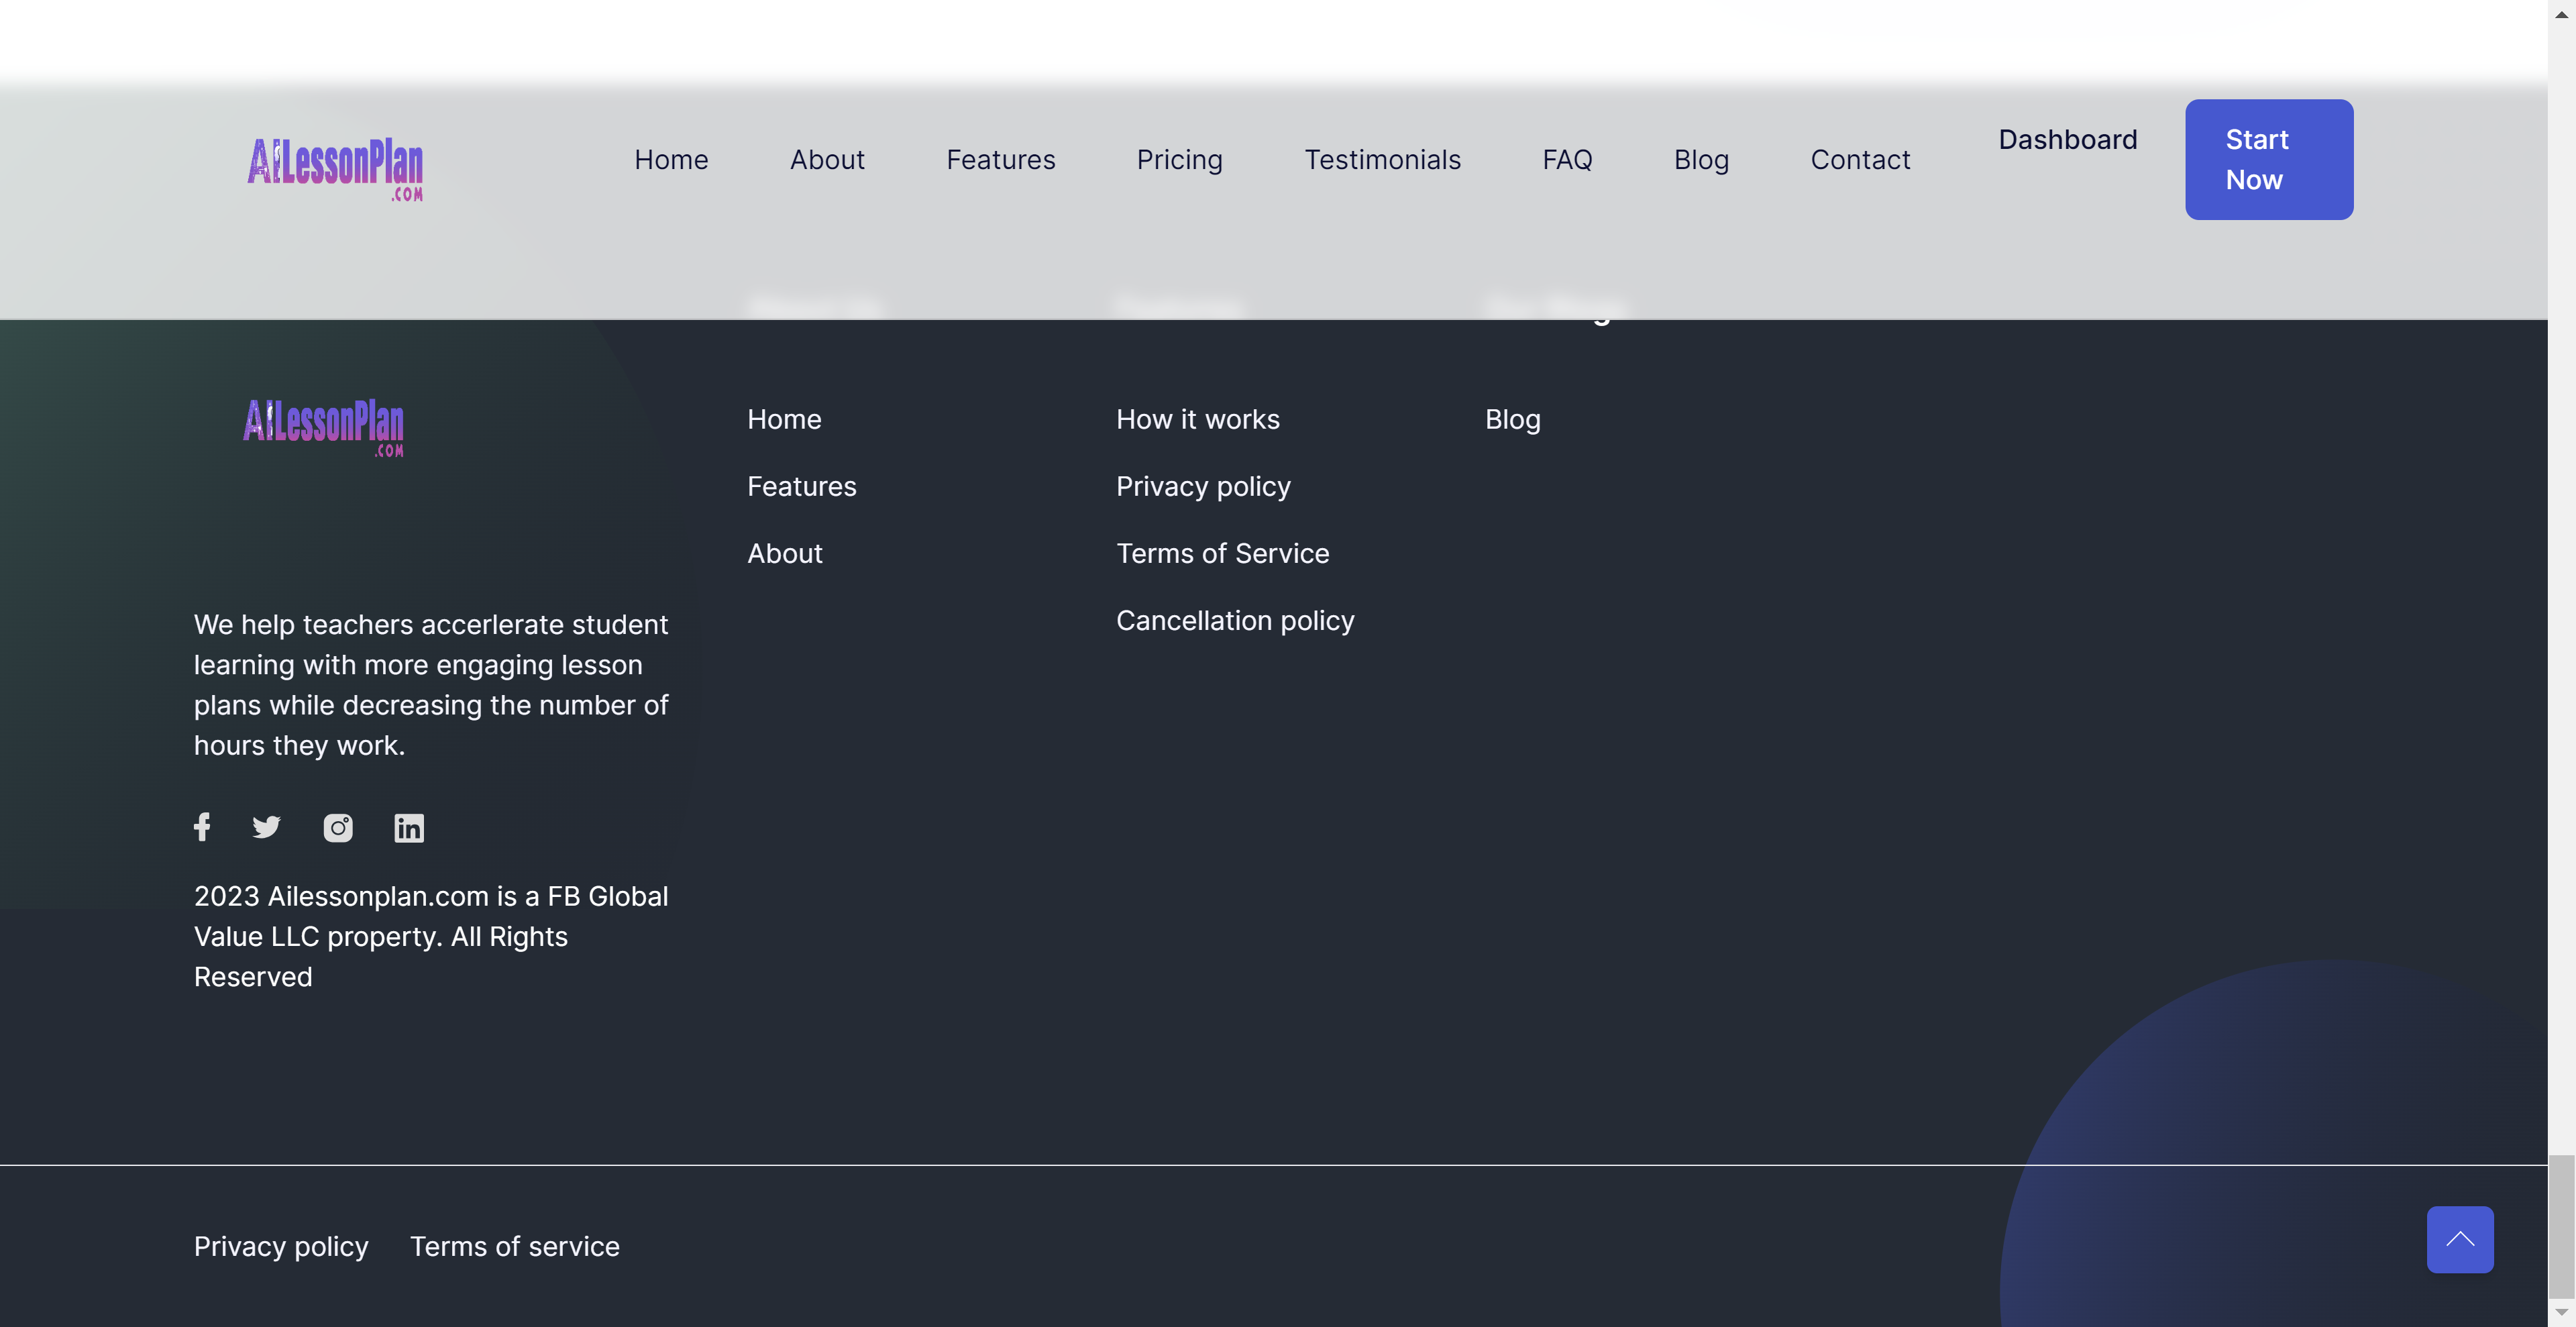 AILessonPlan
.COM
Home
About
Features
Pricing
Testimonials
FAQ
Blog
Contact
Dashboard
Start
Now
AILessonPlan
.COM
Home
Features
About
How it works
Privacy policy
Terms of Service
Cancellation policy
Blog
We help teachers accerlerate student
learning with more engaging lesson
plans while decreasing the number of
hours they work.
2023 Ailessonplan.com is a FB Global
Value LLC property. All Rights
Reserved
Privacy policy
Terms of service